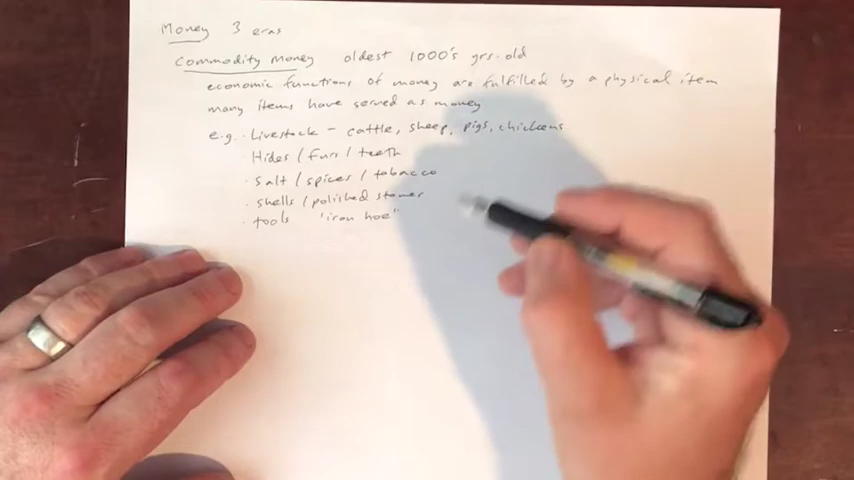 Money 3 eras
commodity money oldest 1000's yrs. old
economic functions of money are fulfilled by a physical item
many items have served as money
e.g. · Livestock - cattle, sheep, pigs, chickens
· Hides / furs / teeth
· Salt / spices / tobacco
· shells / polished stones
· tools "iron hoe"